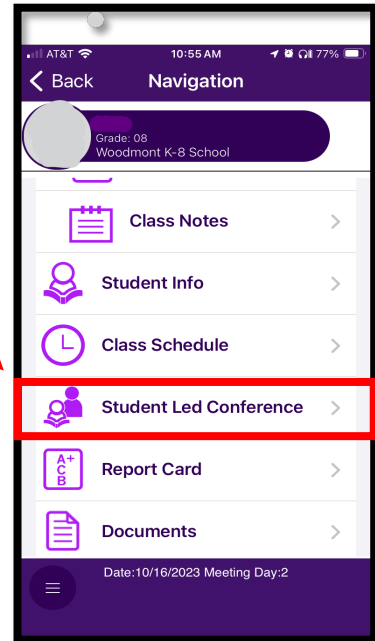 AT&T 10:55 AM 77%
Back Navigation
Grade: 08
Woodmont K-8 School
Class Notes
Student Info
L Class Schedule
Student Led Conference
A+
C
B
Report Card
Documents
Date:10/16/2023 Meeting Day:2